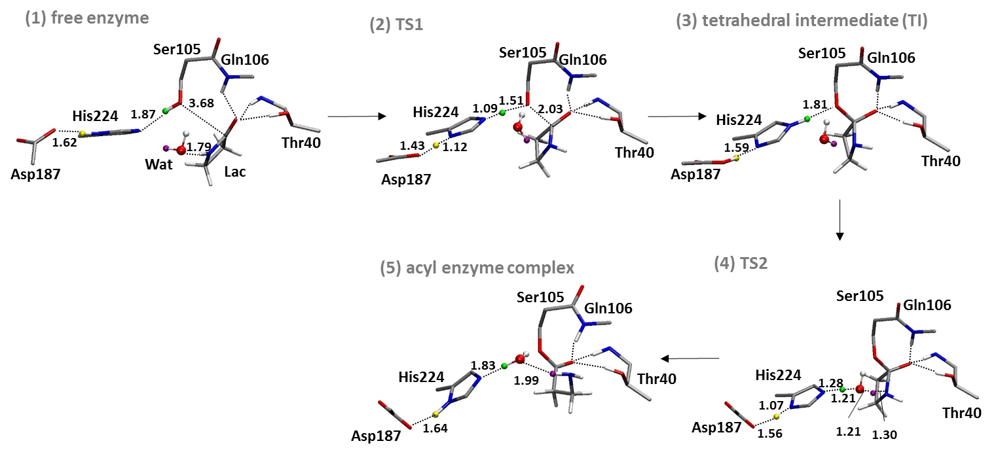 (1) free enzyme
Ser105
Gln106
3.68
His224
1.87
1.62
1.79
Thr40
Wat
Asp187
Lac
(2) TS1
Ser105
Gln106
1.51
1.09
His224
2.03
1.43
1.12
Thr40
Asp187
(3) tetrahedral intermediate (TI)
Ser105
Gln106
1.81
His224
1.59
Thr40
Asp187
(4) TS2
Ser105
Gln106
His224
1.28
1.21
1.07
Thr40
Asp187
1.56
1.21
1.30
(5) acyl enzyme complex
Ser105
Gln106
1.83
His224
1.99
Thr40
Asp187
1.64